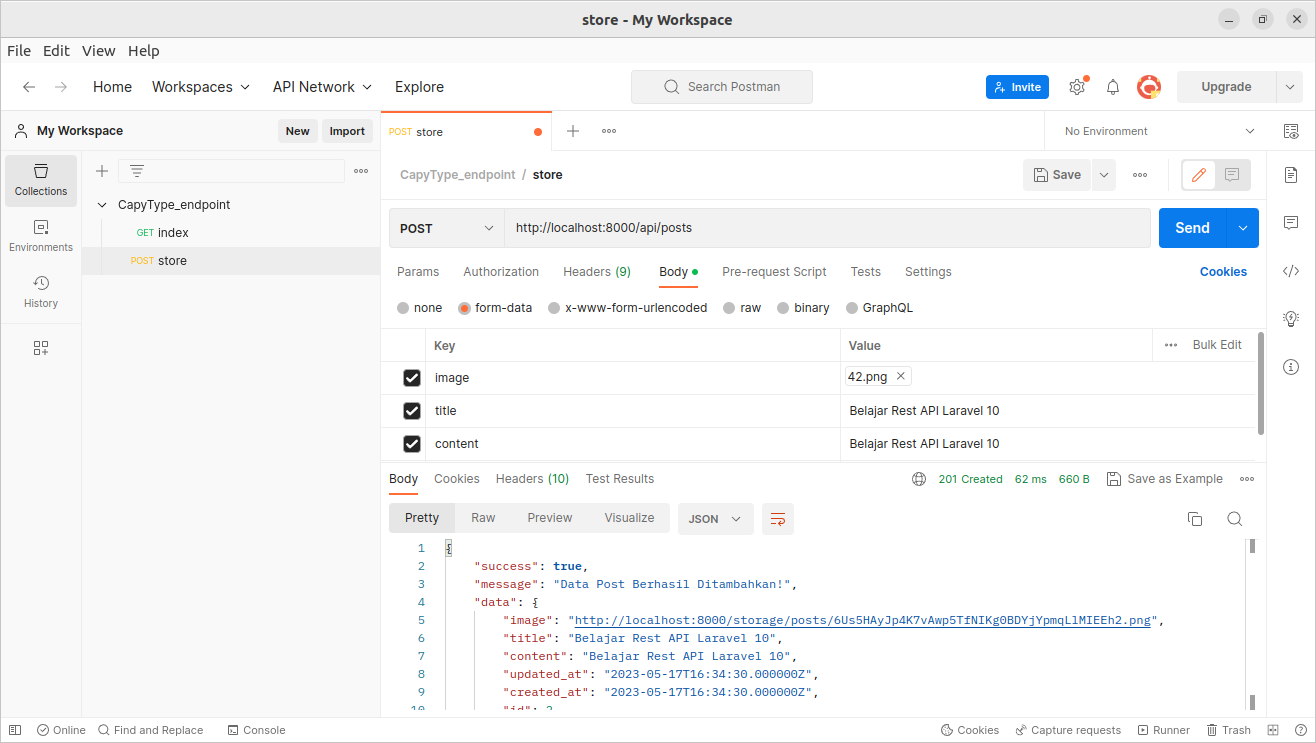 store - My Workspace
File Edit View Help
Home Workspaces API Network Explore Search Postman Invite Upgrade
My Workspace New Import POST store No Environment
Collections
Environments
History
CapyType_endpoint
GET index
POST store
CapyType_endpoint / store Save
POST http://localhost:8000/api/posts Send
Params Authorization Headers (9) Body Pre-request Script Tests Settings Cookies
none form-data x-www-form-urlencoded raw binary GraphQL
Key Value Bulk Edit
image 42.png
title Belajar Rest API Laravel 10
content Belajar Rest API Laravel 10
Body Cookies Headers (10) Test Results 201 Created 62 ms 660 B Save as Example
Pretty Raw Preview Visualize JSON
1 {
2 "success": true,
3 "message": "Data Post Berhasil Ditambahkan!",
4 "data": {
5 "image": "http://localhost:8000/storage/posts/6Us5HAyJp4K7vAwp5TfNIKg0BDYjYpmqLlMIEEh2.png",
6 "title": "Belajar Rest API Laravel 10",
7 "content": "Belajar Rest API Laravel 10",
8 "updated_at": "2023-05-17T16:34:30.000000Z",
9 "created_at": "2023-05-17T16:34:30.000000Z",
10 "id":
Online Find and Replace Console Cookies Capture requests Runner Trash